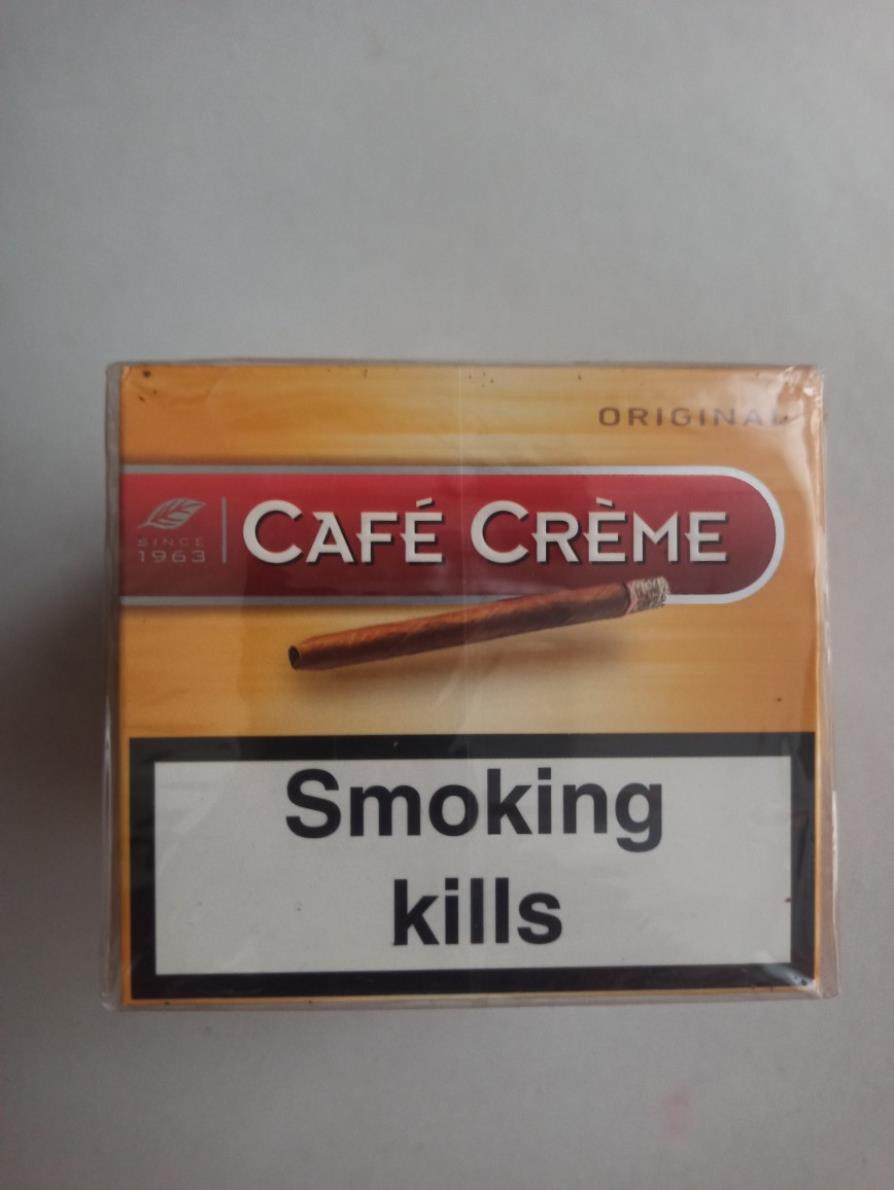 ORIGINAL
CAFÉ CRÈME
SINCE
1963
Smoking
kills